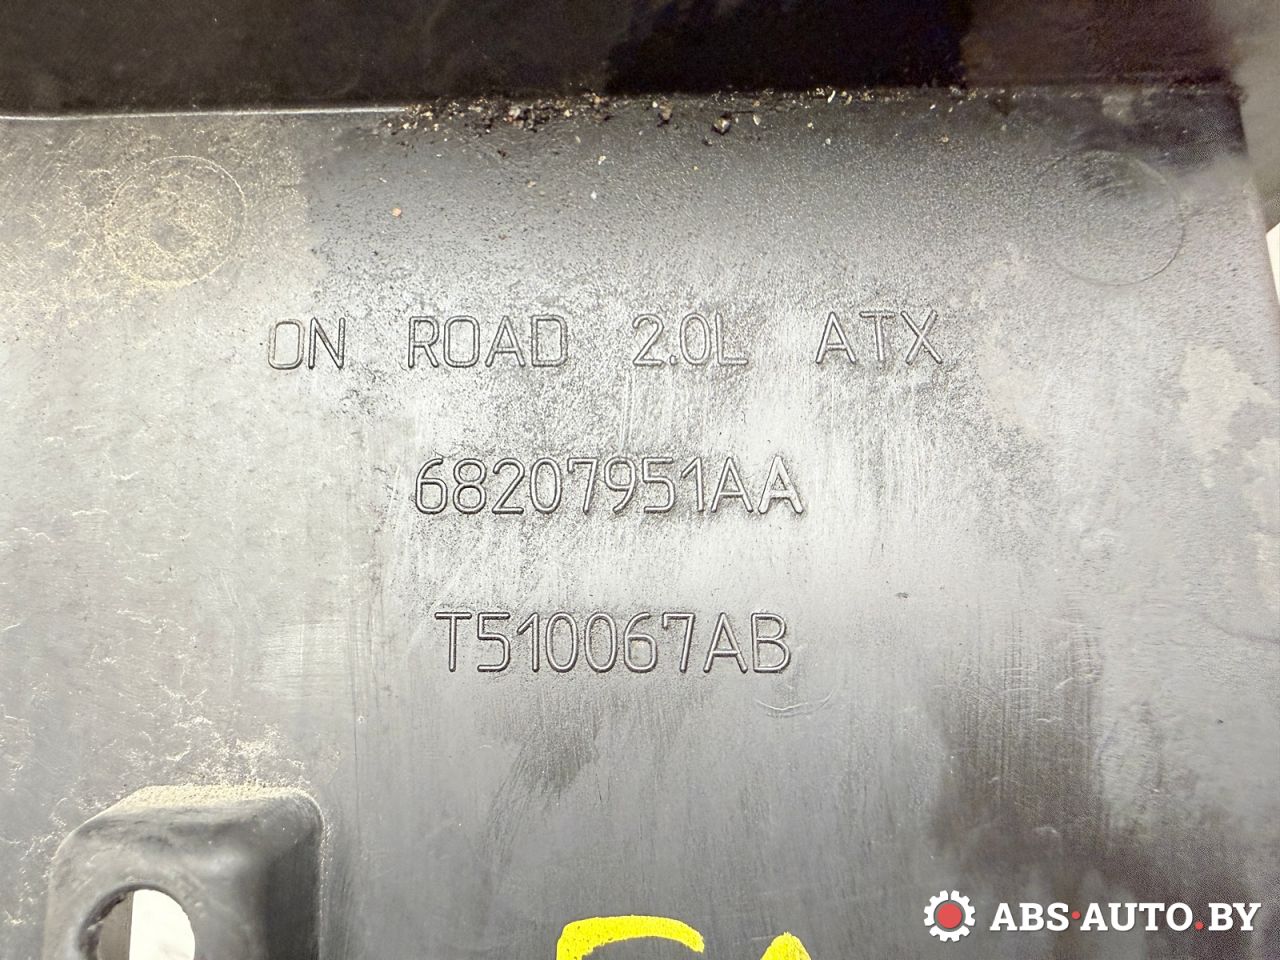 ON ROAD 2.0L ATX
68207951AA
T510067AB
ABS·AUTO.BY